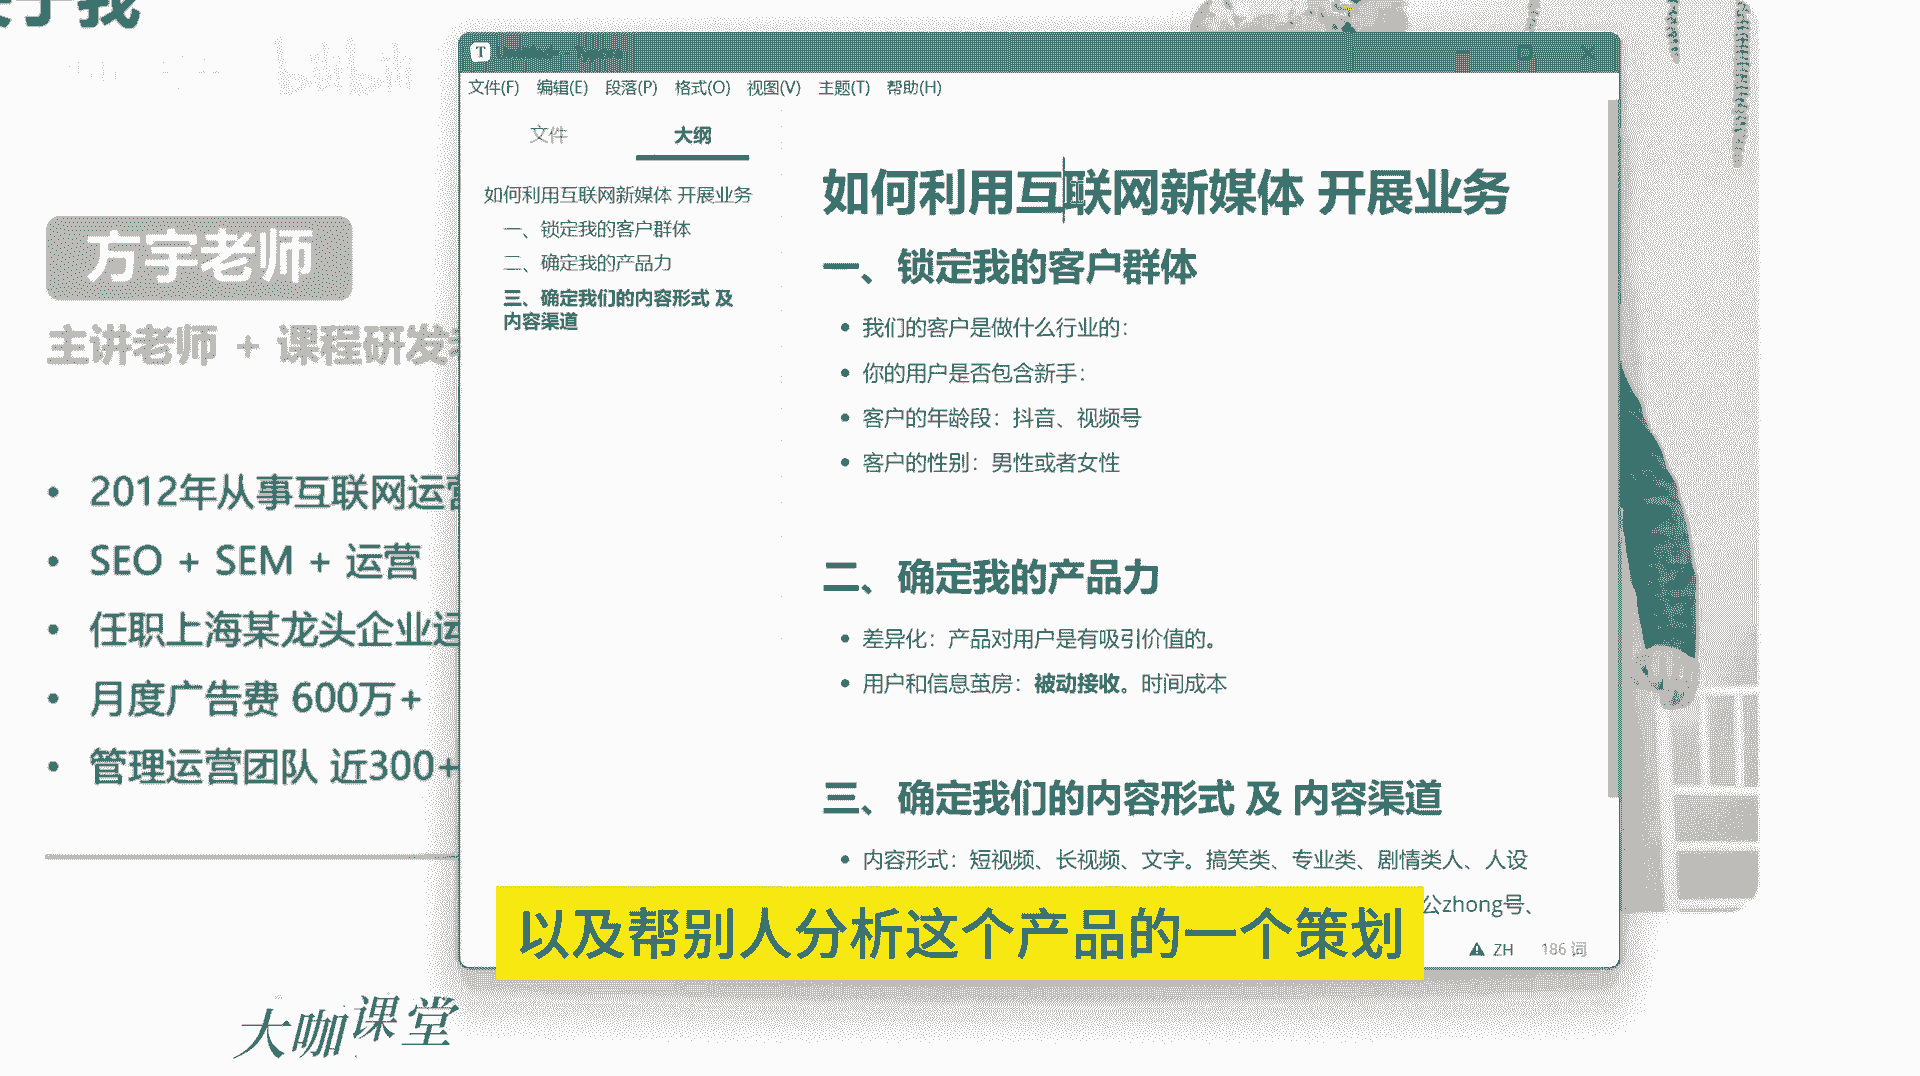 bilibili
方宇老师
主讲老师 + 课程研发
2012年从事互联网运营
SEO + SEM + 运营
任职上海某龙头企业运
月度广告费 600万+
管理运营团队 近300+
大咖课堂
T
文件(F) 编辑(E) 段落(P) 格式(O) 视图(V) 主题(T) 帮助(H)
文件 大纲
如何利用互联网新媒体 开展业务
一、锁定我的客户群体
二、确定我的产品力
三、确定我们的内容形式 及
内容渠道
如何利用互联网新媒体 开展业务
一、锁定我的客户群体
我们的客户是做什么行业的：
你的用户是否包含新手：
客户的年龄段：抖音、视频号
客户的性别：男性或者女性
二、确定我的产品力
差异化：产品对用户是有吸引价值的。
用户和信息茧房：被动接收。时间成本
三、确定我们的内容形式 及 内容渠道
内容形式：短视频、长视频、文字。搞笑类、专业类、剧情类人、人设
公zhong号、
ZH 186 词
以及帮别人分析这个产品的一个策划